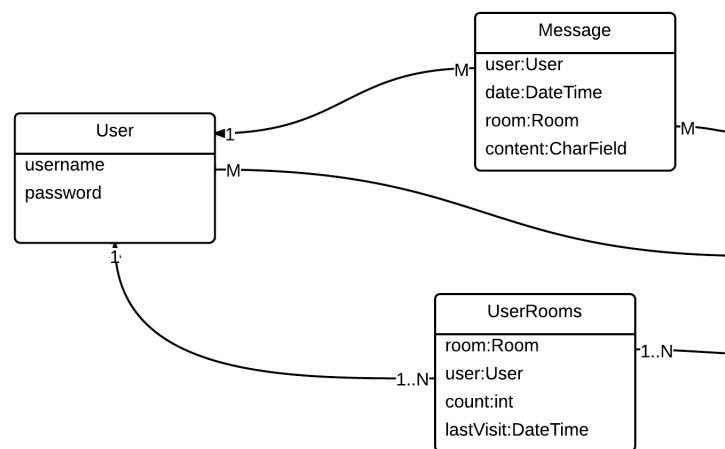 Message
user:User
date:DateTime
room:Room
content:CharField
M
M
User
username
password
1
M
1
UserRooms
room:Room
user:User
count:int
lastVisit:DateTime
1..N
1..N